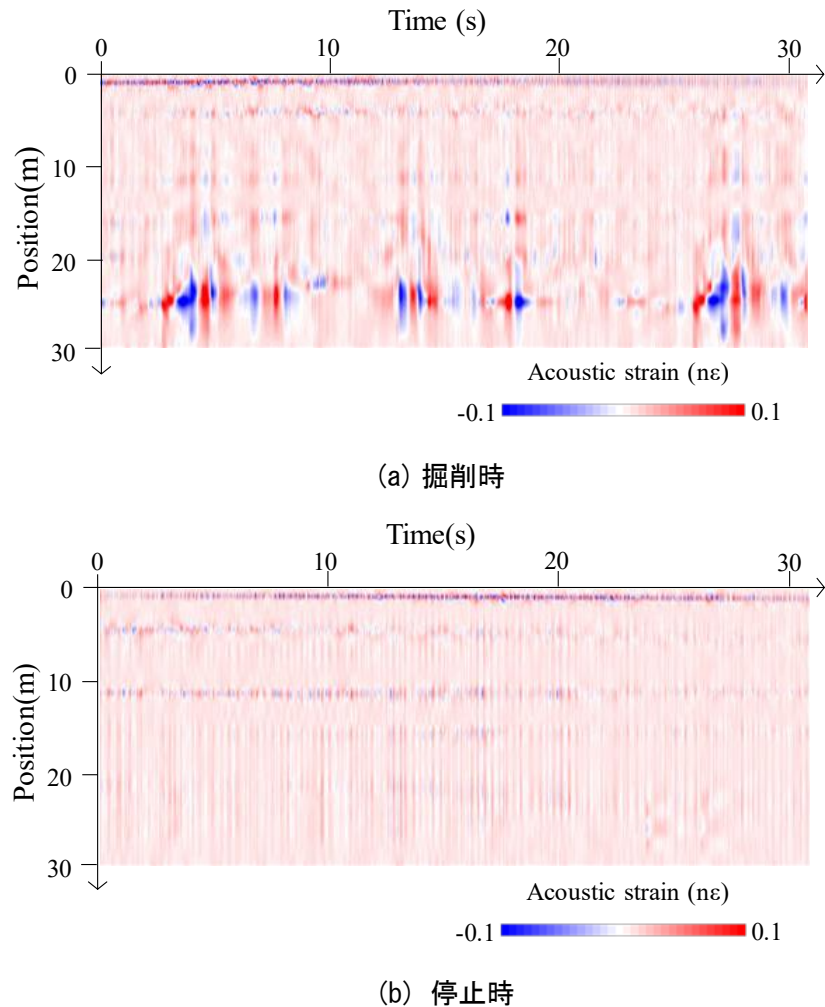 Time (s)
0 10 20 30
0
10
20
30
Position(m)
Acoustic strain (nε)
-0.1 0.1
(a) 掘削時
Time(s)
0 10 20 30
0
10
20
30
Position(m)
Acoustic strain (nε)
-0.1 0.1
(b) 停止時